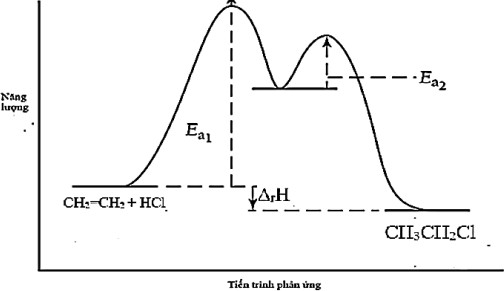 Năng
lượng
Ea1
Ea2
CH2=CH2 + HCl
ΔrH
CH3CH2Cl
Tiến trình phản ứng